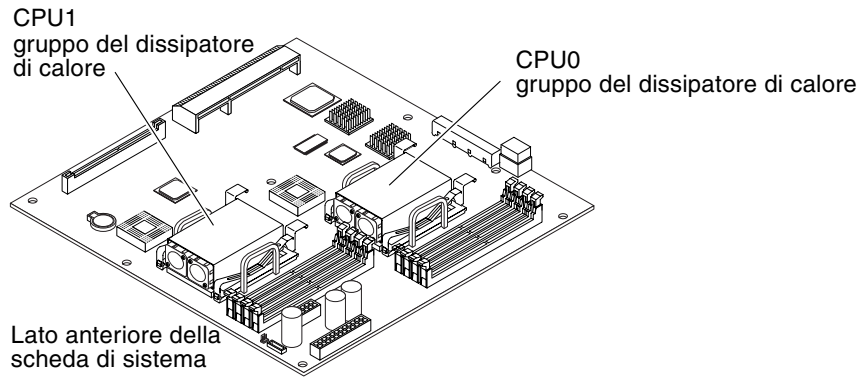 CPU1
gruppo del dissipatore
di calore
CPU0
gruppo del dissipatore di calore
Lato anteriore della
scheda di sistema